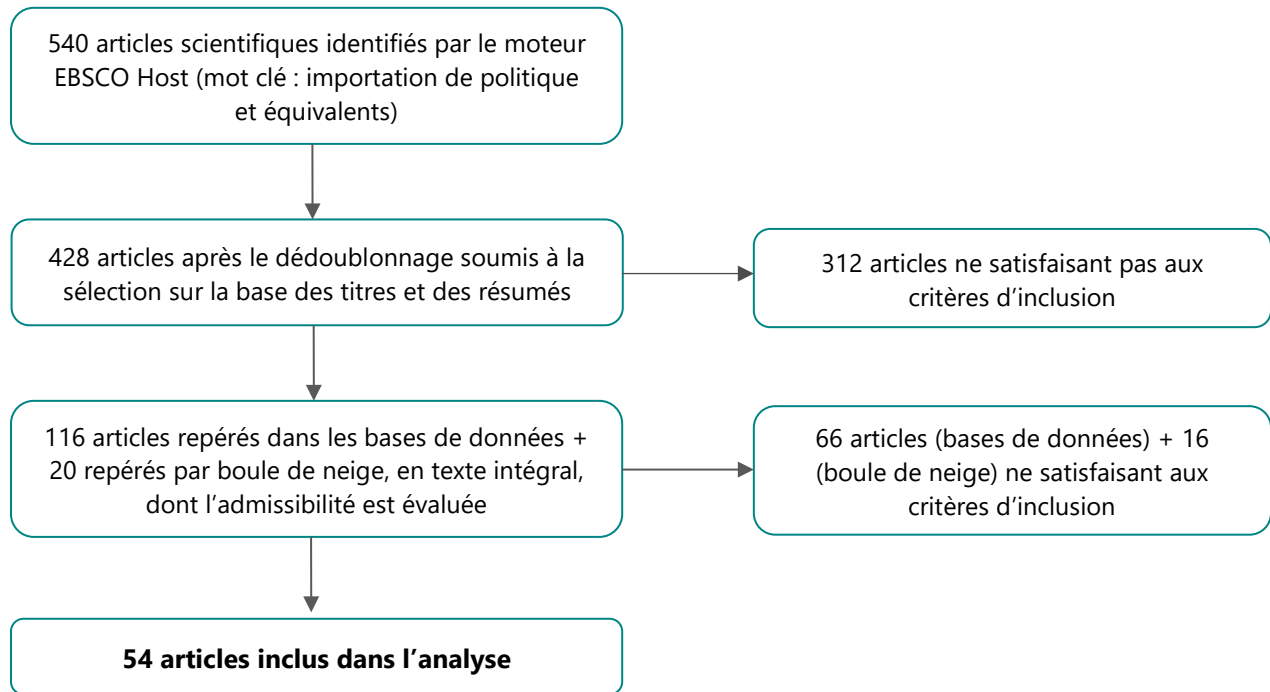 540 articles scientifiques identifiés par le moteur
EBSCO Host (mot clé : importation de politique
et équivalents)
428 articles après le dédoublonnage soumis à la
sélection sur la base des titres et des résumés
312 articles ne satisfaisant pas aux
critères d’inclusion
116 articles repérés dans les bases de données +
20 repérés par boule de neige, en texte intégral,
dont l’admissibilité est évaluée
66 articles (bases de données) + 16
(boule de neige) ne satisfaisant aux
critères d’inclusion
54 articles inclus dans l’analyse